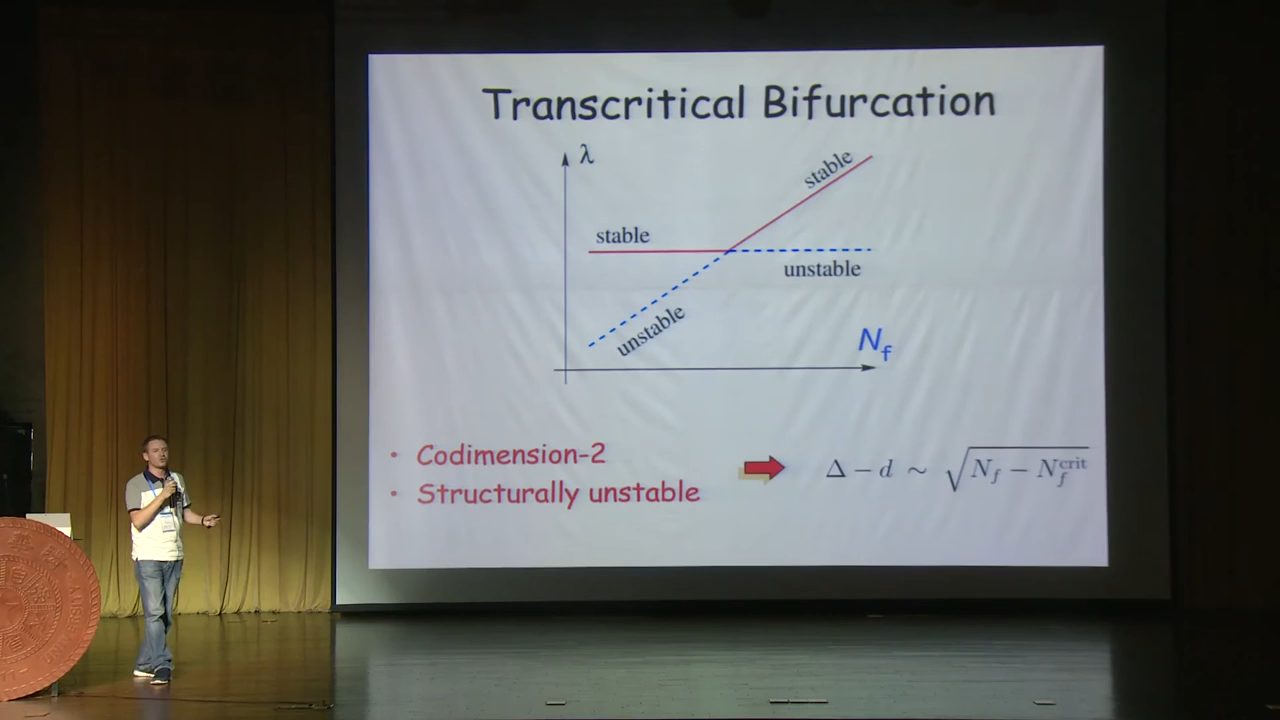 Transcritical Bifurcation
λ
stable
stable
unstable
unstable
N_f
• Codimension-2
• Structurally unstable
Δ − d ~ √(N_f − N_f^crit)